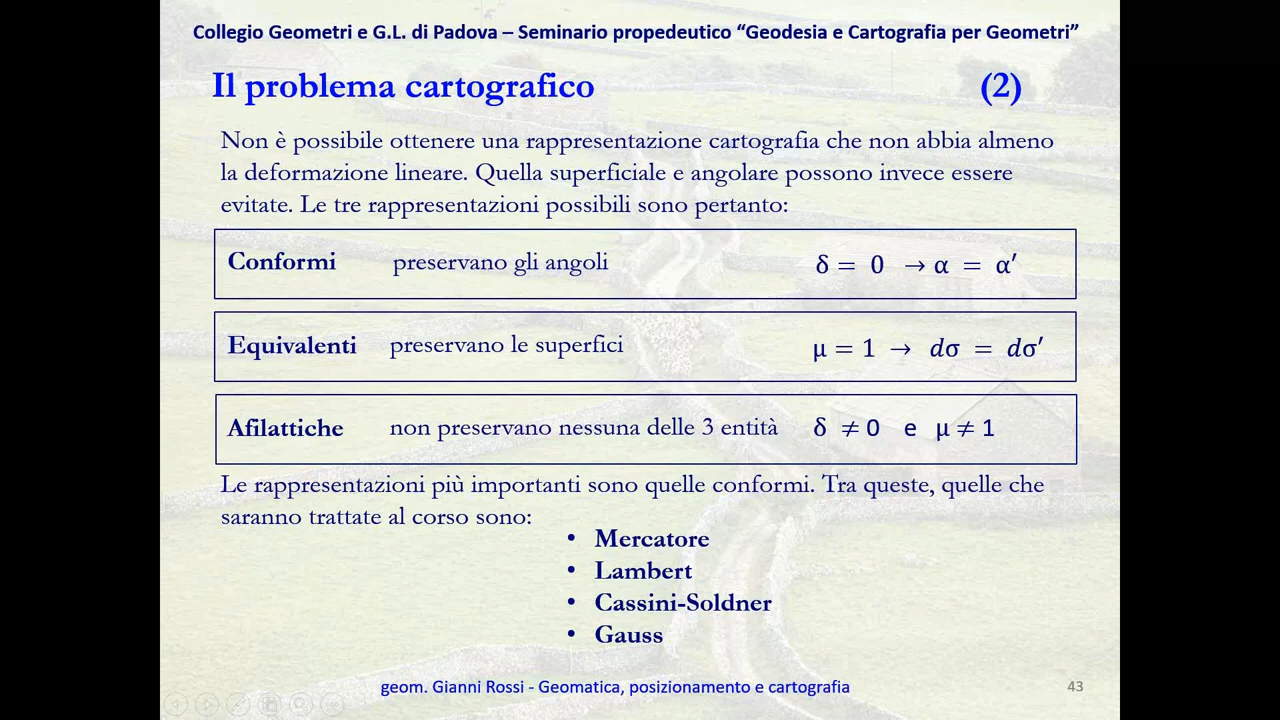 Collegio Geometri e G.L. di Padova – Seminario propedeutico “Geodesia e Cartografia per Geometri”
Il problema cartografico (2)
Non è possibile ottenere una rappresentazione cartografia che non abbia almeno
la deformazione lineare. Quella superficiale e angolare possono invece essere
evitate. Le tre rappresentazioni possibili sono pertanto:
Conformi preservano gli angoli δ = 0 → α = α′
Equivalenti preservano le superfici μ = 1 → dσ = dσ′
Afilattiche non preservano nessuna delle 3 entità δ ≠ 0 e μ ≠ 1
Le rappresentazioni più importanti sono quelle conformi. Tra queste, quelle che
saranno trattate al corso sono:
• Mercatore
• Lambert
• Cassini-Soldner
• Gauss
geom. Gianni Rossi - Geomatica, posizionamento e cartografia 43